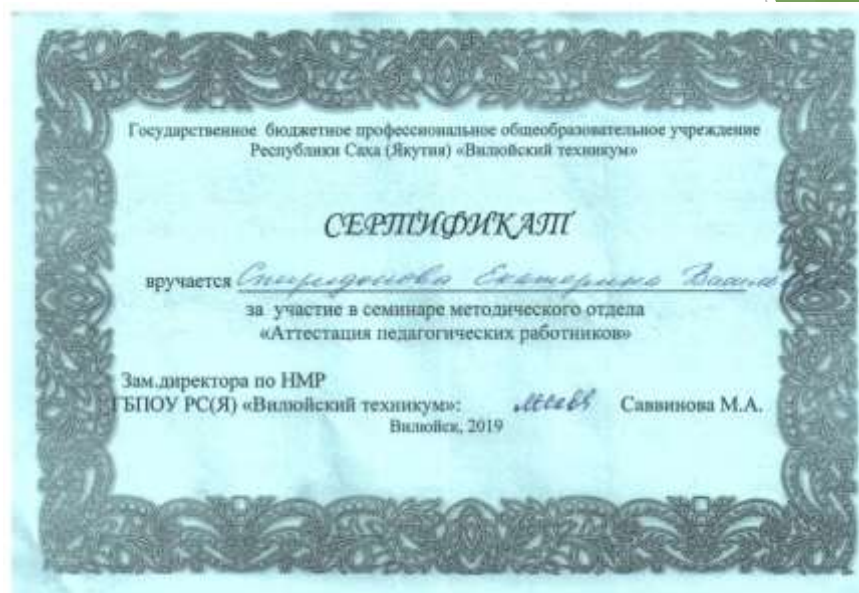 Государственное бюджетное профессиональное общеобразовательное учреждение
Республики Саха (Якутия) «Вилюйский техникум»
СЕРТИФИКАТ
вручается Спиридонова Екатерина
за участие в семинаре методического отдела
«Аттестация педагогических работников»
Зам.директора по НМР
ГБПОУ РС(Я) «Вилюйский техникум»: Саввинова М.А.
Вилюйск, 2019